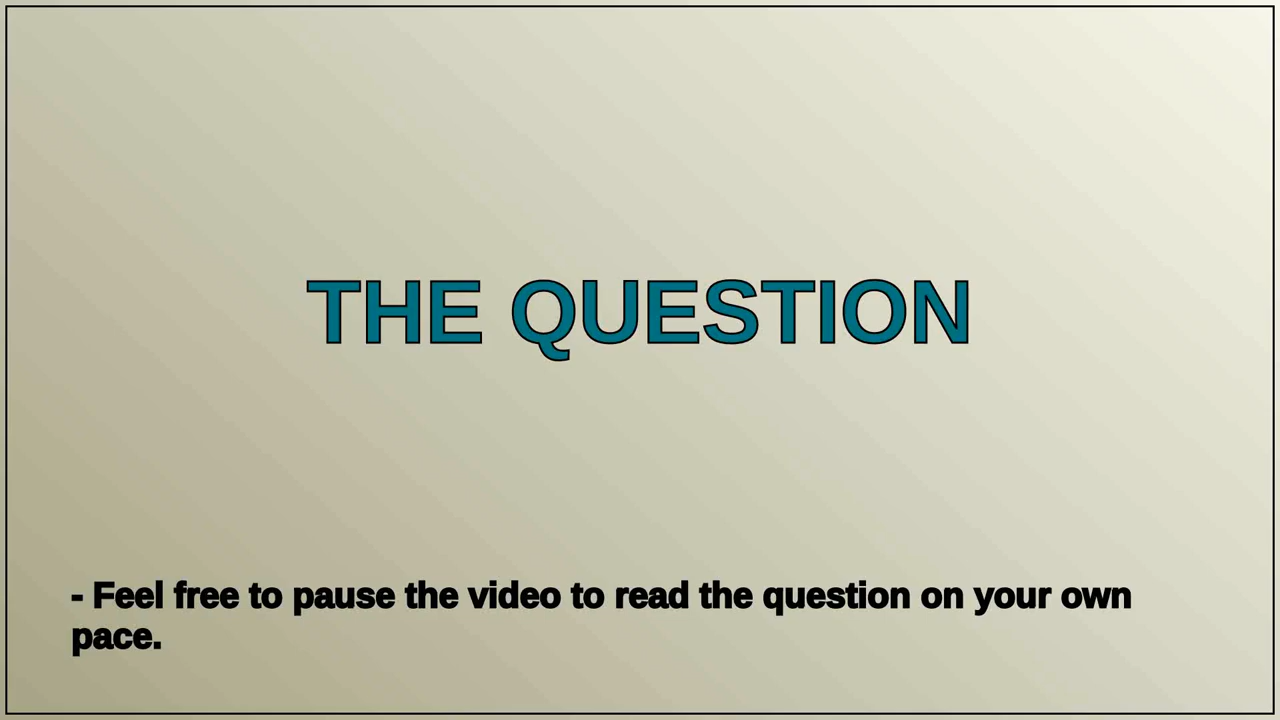 THE QUESTION
- Feel free to pause the video to read the question on your own
pace.